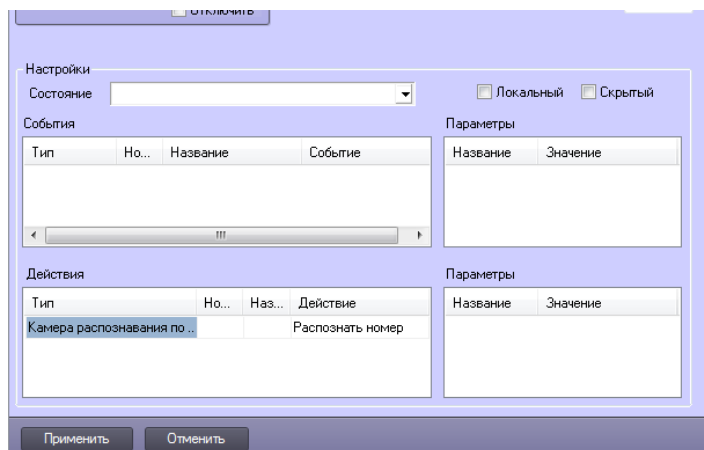 Отключить
Настройки
Состояние
Локальный Скрытый
События Параметры
Тип Но... Название Событие Название Значение
Действия Параметры
Тип Но... Наз... Действие Название Значение
Камера распознавания по .. Распознать номер
Применить Отменить